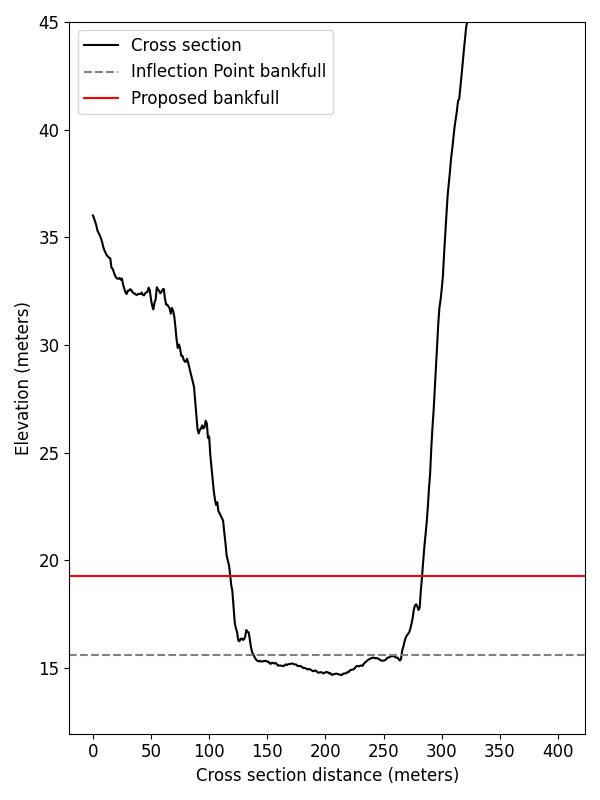 Cross section
Inflection Point bankfull
Proposed bankfull
45
40
35
30
25
20
15
Elevation (meters)
0 50 100 150 200 250 300 350 400
Cross section distance (meters)